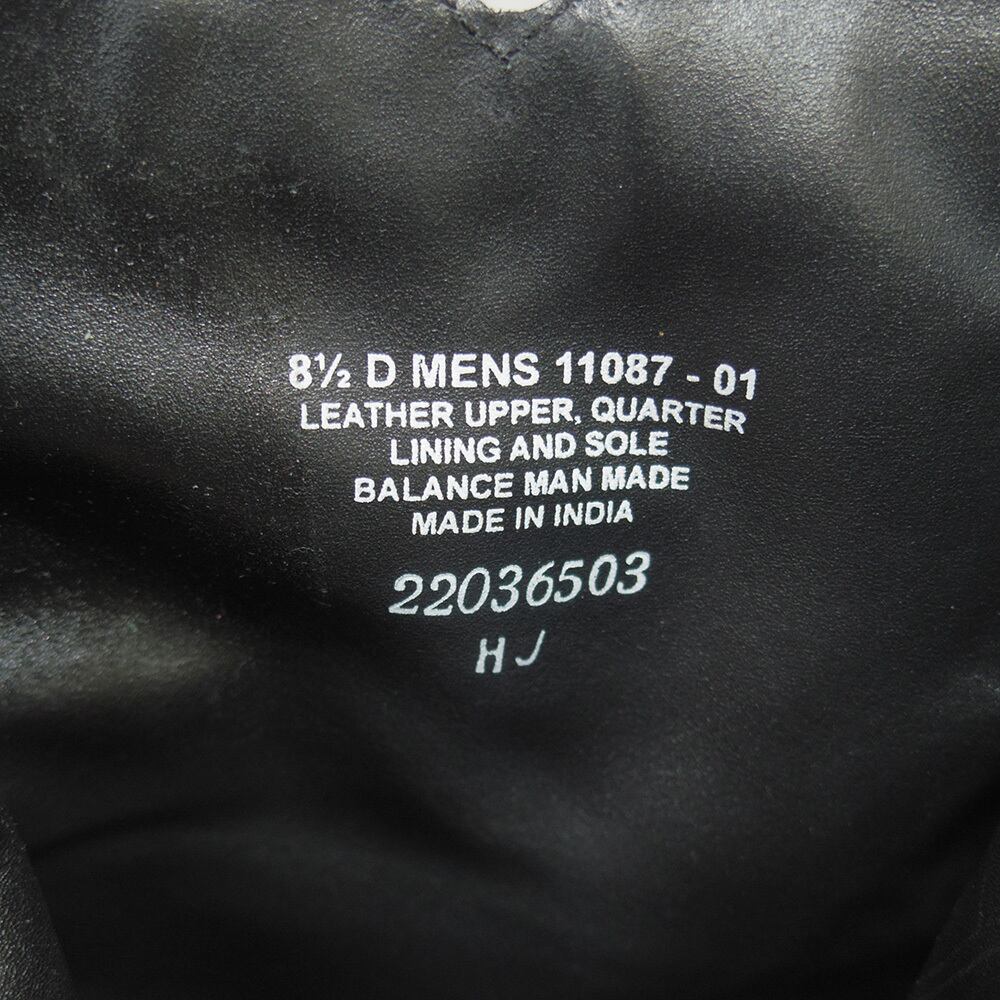 8½ D MENS 11087 - 01
LEATHER UPPER, QUARTER
LINING AND SOLE
BALANCE MAN MADE
MADE IN INDIA
22036503
HJ